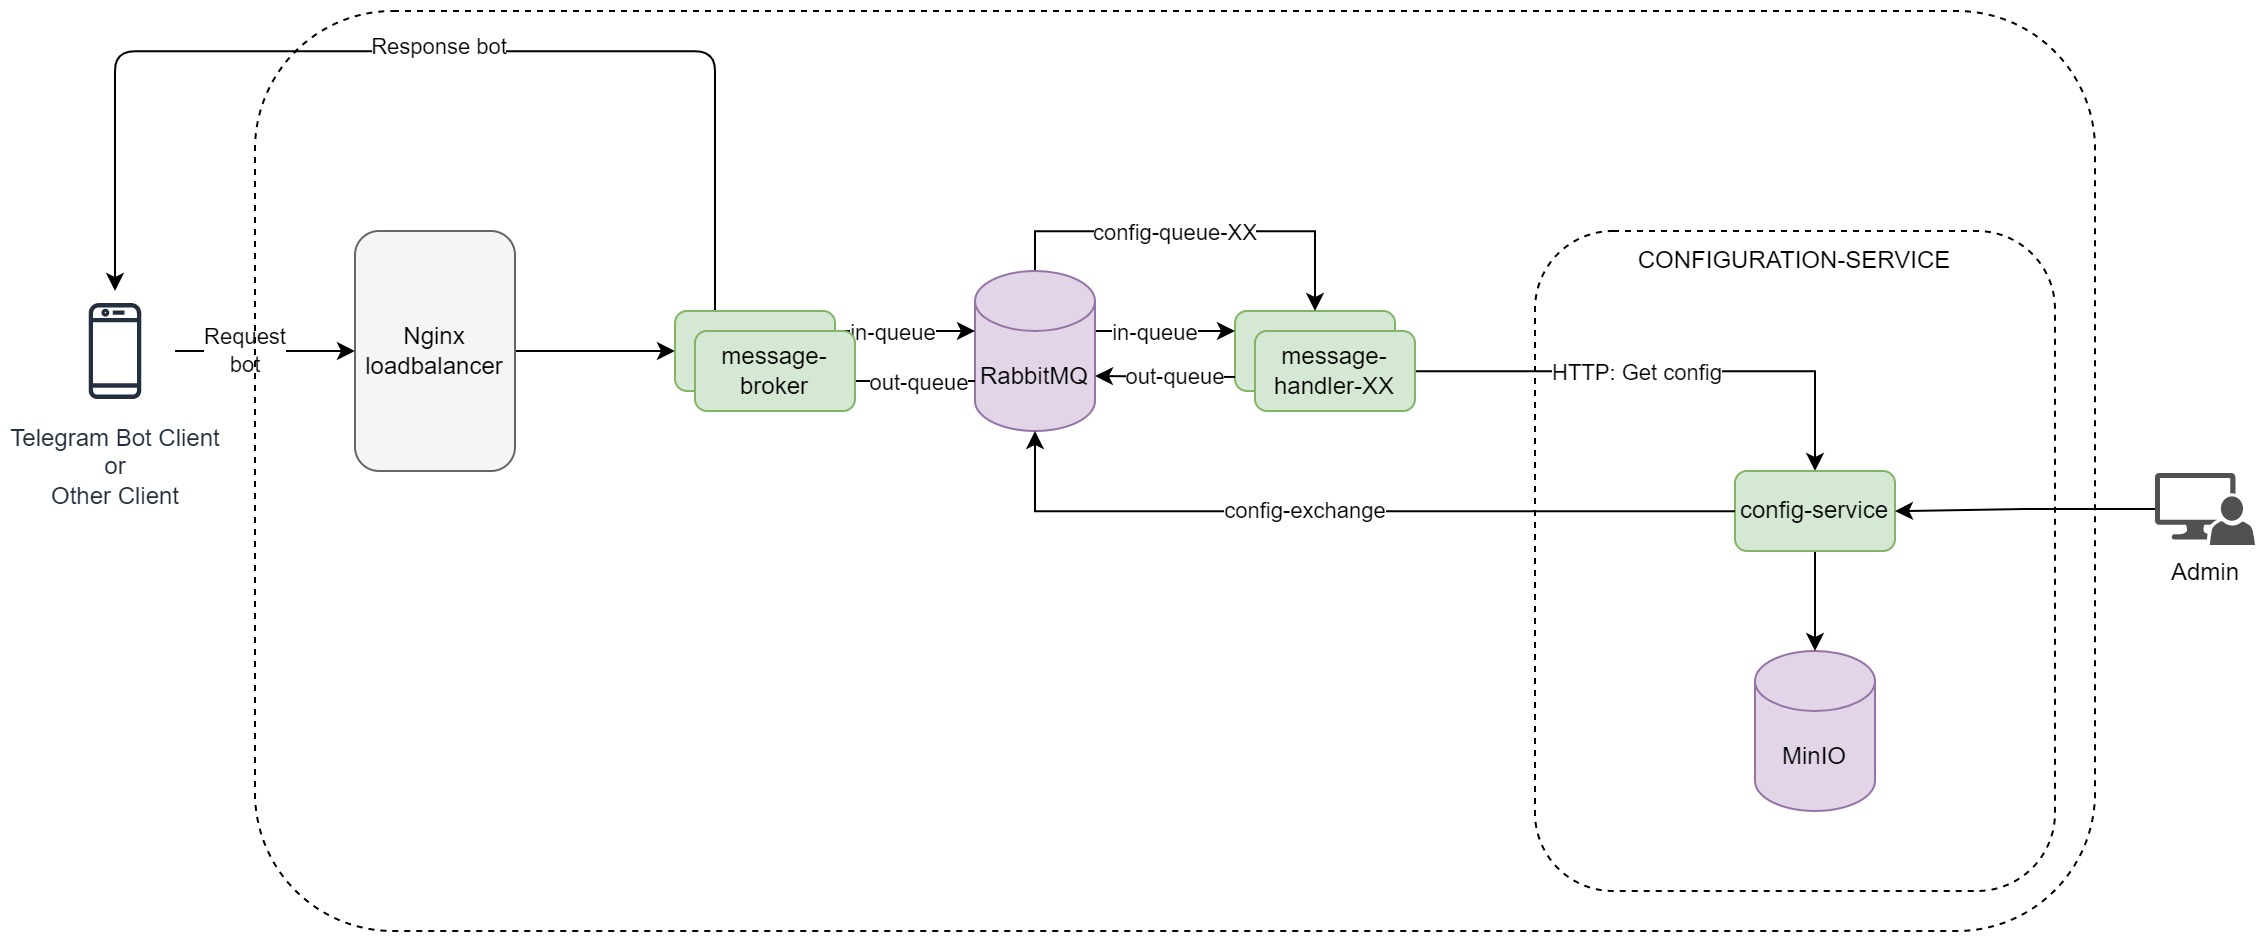 Response bot
Request
bot
Telegram Bot Client
or
Other Client
Nginx
loadbalancer
message-
broker
in-queue
out-queue
RabbitMQ
config-queue-XX
in-queue
out-queue
message-
handler-XX
HTTP: Get config
config-exchange
CONFIGURATION-SERVICE
config-service
MinIO
Admin